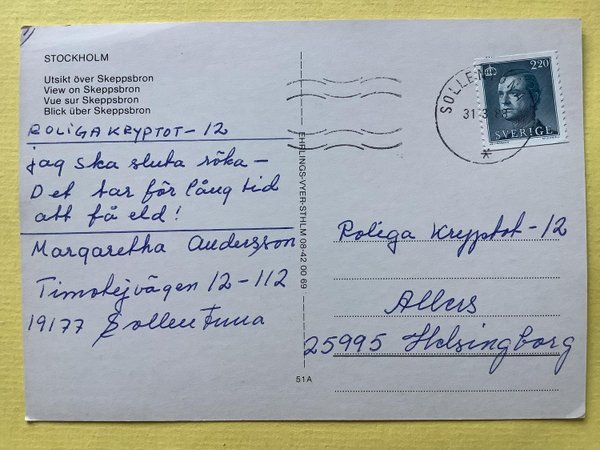 STOCKHOLM
Utsikt över Skeppsbron
View on Skeppsbron
Vue sur Skeppsbron
Blick über Skeppsbron
ROLIGA KRYPTOT - 12
jag ska sluta röka -
Det tar för lång tid
att få eld!
Margaretha Andersson
Timotejvägen 12 - 112
19177 Sollentuna
51A
EHRLINGS-VYER-STHLM 08-42 00 69
2.20
SVERIGE
31.3
Roliga Kryptot - 12
Allers
25995 Helsingborg